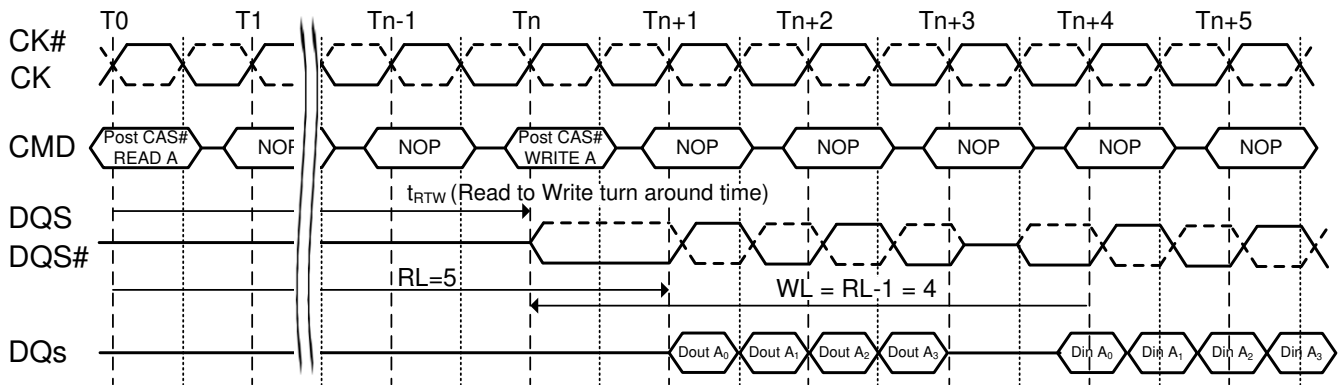 T0 T1 Tn-1 Tn Tn+1 Tn+2 Tn+3 Tn+4 Tn+5
CK#
CK
CMD
Post CAS#
READ A
NOP
NOP
Post CAS#
WRITE A
NOP
NOP
NOP
NOP
NOP
tRTW (Read to Write turn around time)
DQS
DQS#
RL=5
WL = RL-1 = 4
DQs
Dout A0 Dout A1 Dout A2 Dout A3 Din A0 Din A1 Din A2 Din A3